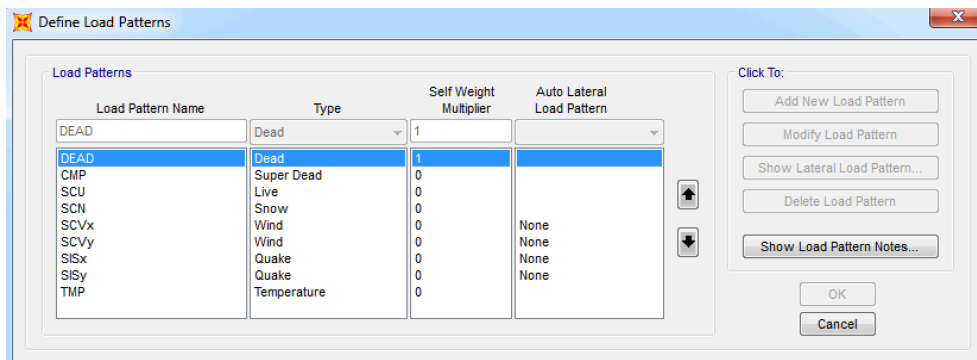 Define Load Patterns
X
Load Patterns
Click To:
Load Pattern Name Type Self Weight Multiplier Auto Lateral Load Pattern
DEAD Dead 1
DEAD Dead 1
CMP Super Dead 0
SCU Live 0
SCN Snow 0
SCVx Wind 0 None
SCVy Wind 0 None
SISx Quake 0 None
SISy Quake 0 None
TMP Temperature 0
Add New Load Pattern
Modify Load Pattern
Show Lateral Load Pattern...
Delete Load Pattern
Show Load Pattern Notes...
OK
Cancel